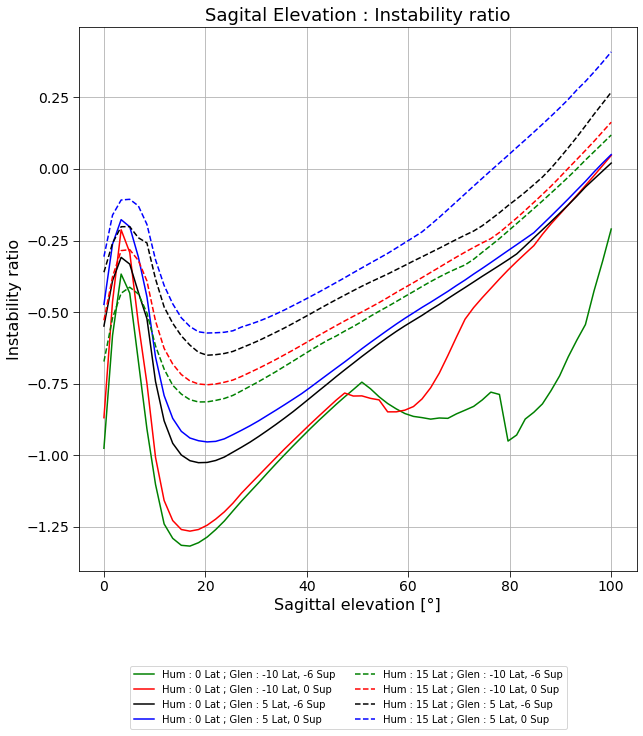 Sagital Elevation : Instability ratio
0.25
0.00
−0.25
−0.50
−0.75
−1.00
−1.25
Instability ratio
0 20 40 60 80 100
Sagittal elevation [°]
Hum : 0 Lat ; Glen : -10 Lat, -6 Sup Hum : 15 Lat ; Glen : -10 Lat, -6 Sup
Hum : 0 Lat ; Glen : -10 Lat, 0 Sup Hum : 15 Lat ; Glen : -10 Lat, 0 Sup
Hum : 0 Lat ; Glen : 5 Lat, -6 Sup Hum : 15 Lat ; Glen : 5 Lat, -6 Sup
Hum : 0 Lat ; Glen : 5 Lat, 0 Sup Hum : 15 Lat ; Glen : 5 Lat, 0 Sup